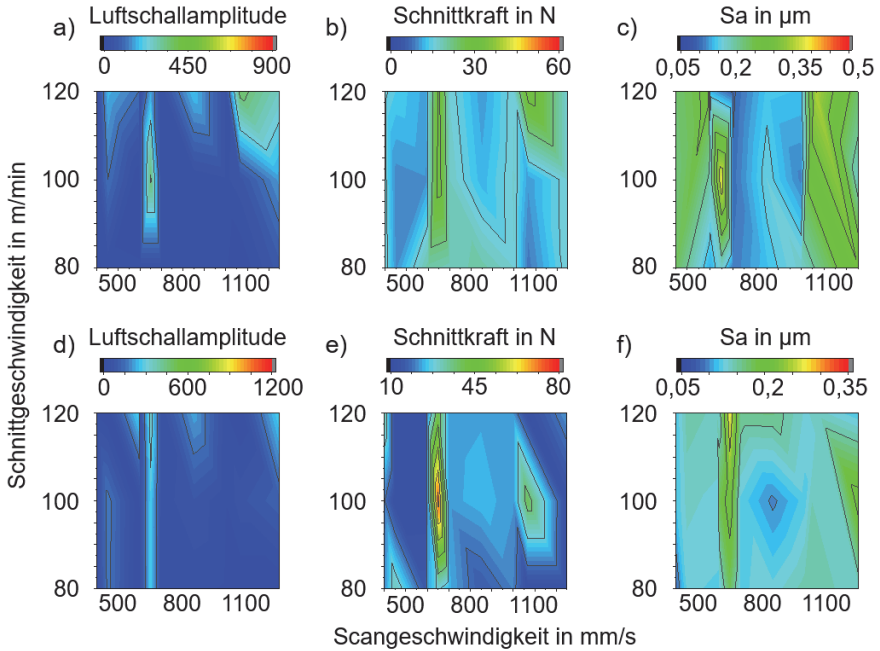 a) Luftschallamplitude
0 450 900
b) Schnittkraft in N
0 30 60
c) Sa in µm
0,05 0,2 0,35 0,5
120
100
80
500 800 1100
120
100
80
500 800 1100
120
100
80
500 800 1100
d) Luftschallamplitude
0 600 1200
e) Schnittkraft in N
10 45 80
f) Sa in µm
0,05 0,2 0,35
120
100
80
500 800 1100
120
100
80
500 800 1100
120
100
80
500 800 1100
Schnittgeschwindigkeit in m/min
Scangeschwindigkeit in mm/s